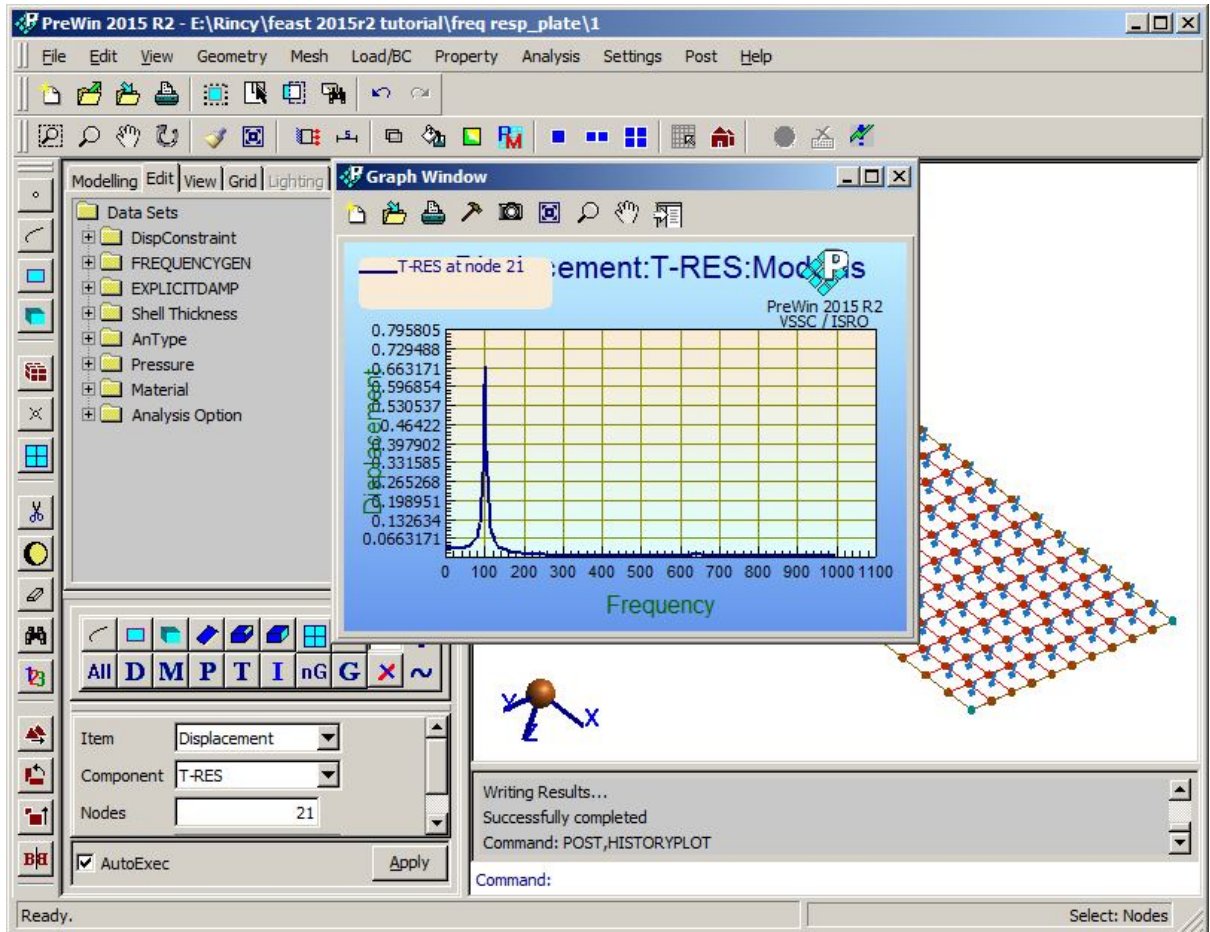 PreWin 2015 R2 - E:\Rincy\feast 2015r2 tutorial\freq resp_plate\1
File Edit View Geometry Mesh Load/BC Property Analysis Settings Post Help
Modelling Edit View Grid Lighting
Data Sets
DispConstraint
FREQUENCYGEN
EXPLICITDAMP
Shell Thickness
AnType
Pressure
Material
Analysis Option
Graph Window
T-RES at node 21
cement:T-RES:Mod s
PreWin 2015 R2
VSSC / ISRO
0.795805
0.729488
0.663171
0.596854
0.530537
0.46422
0.397902
0.331585
0.265268
0.198951
0.132634
0.0663171
Displacement
0 100 200 300 400 500 600 700 800 900 1000 1100
Frequency
All D M P T I nG G X ~
Item Displacement
Component T-RES
Nodes 21
AutoExec Apply
Y X
Z
Writing Results...
Successfully completed
Command: POST,HISTORYPLOT
Command:
Ready. Select: Nodes